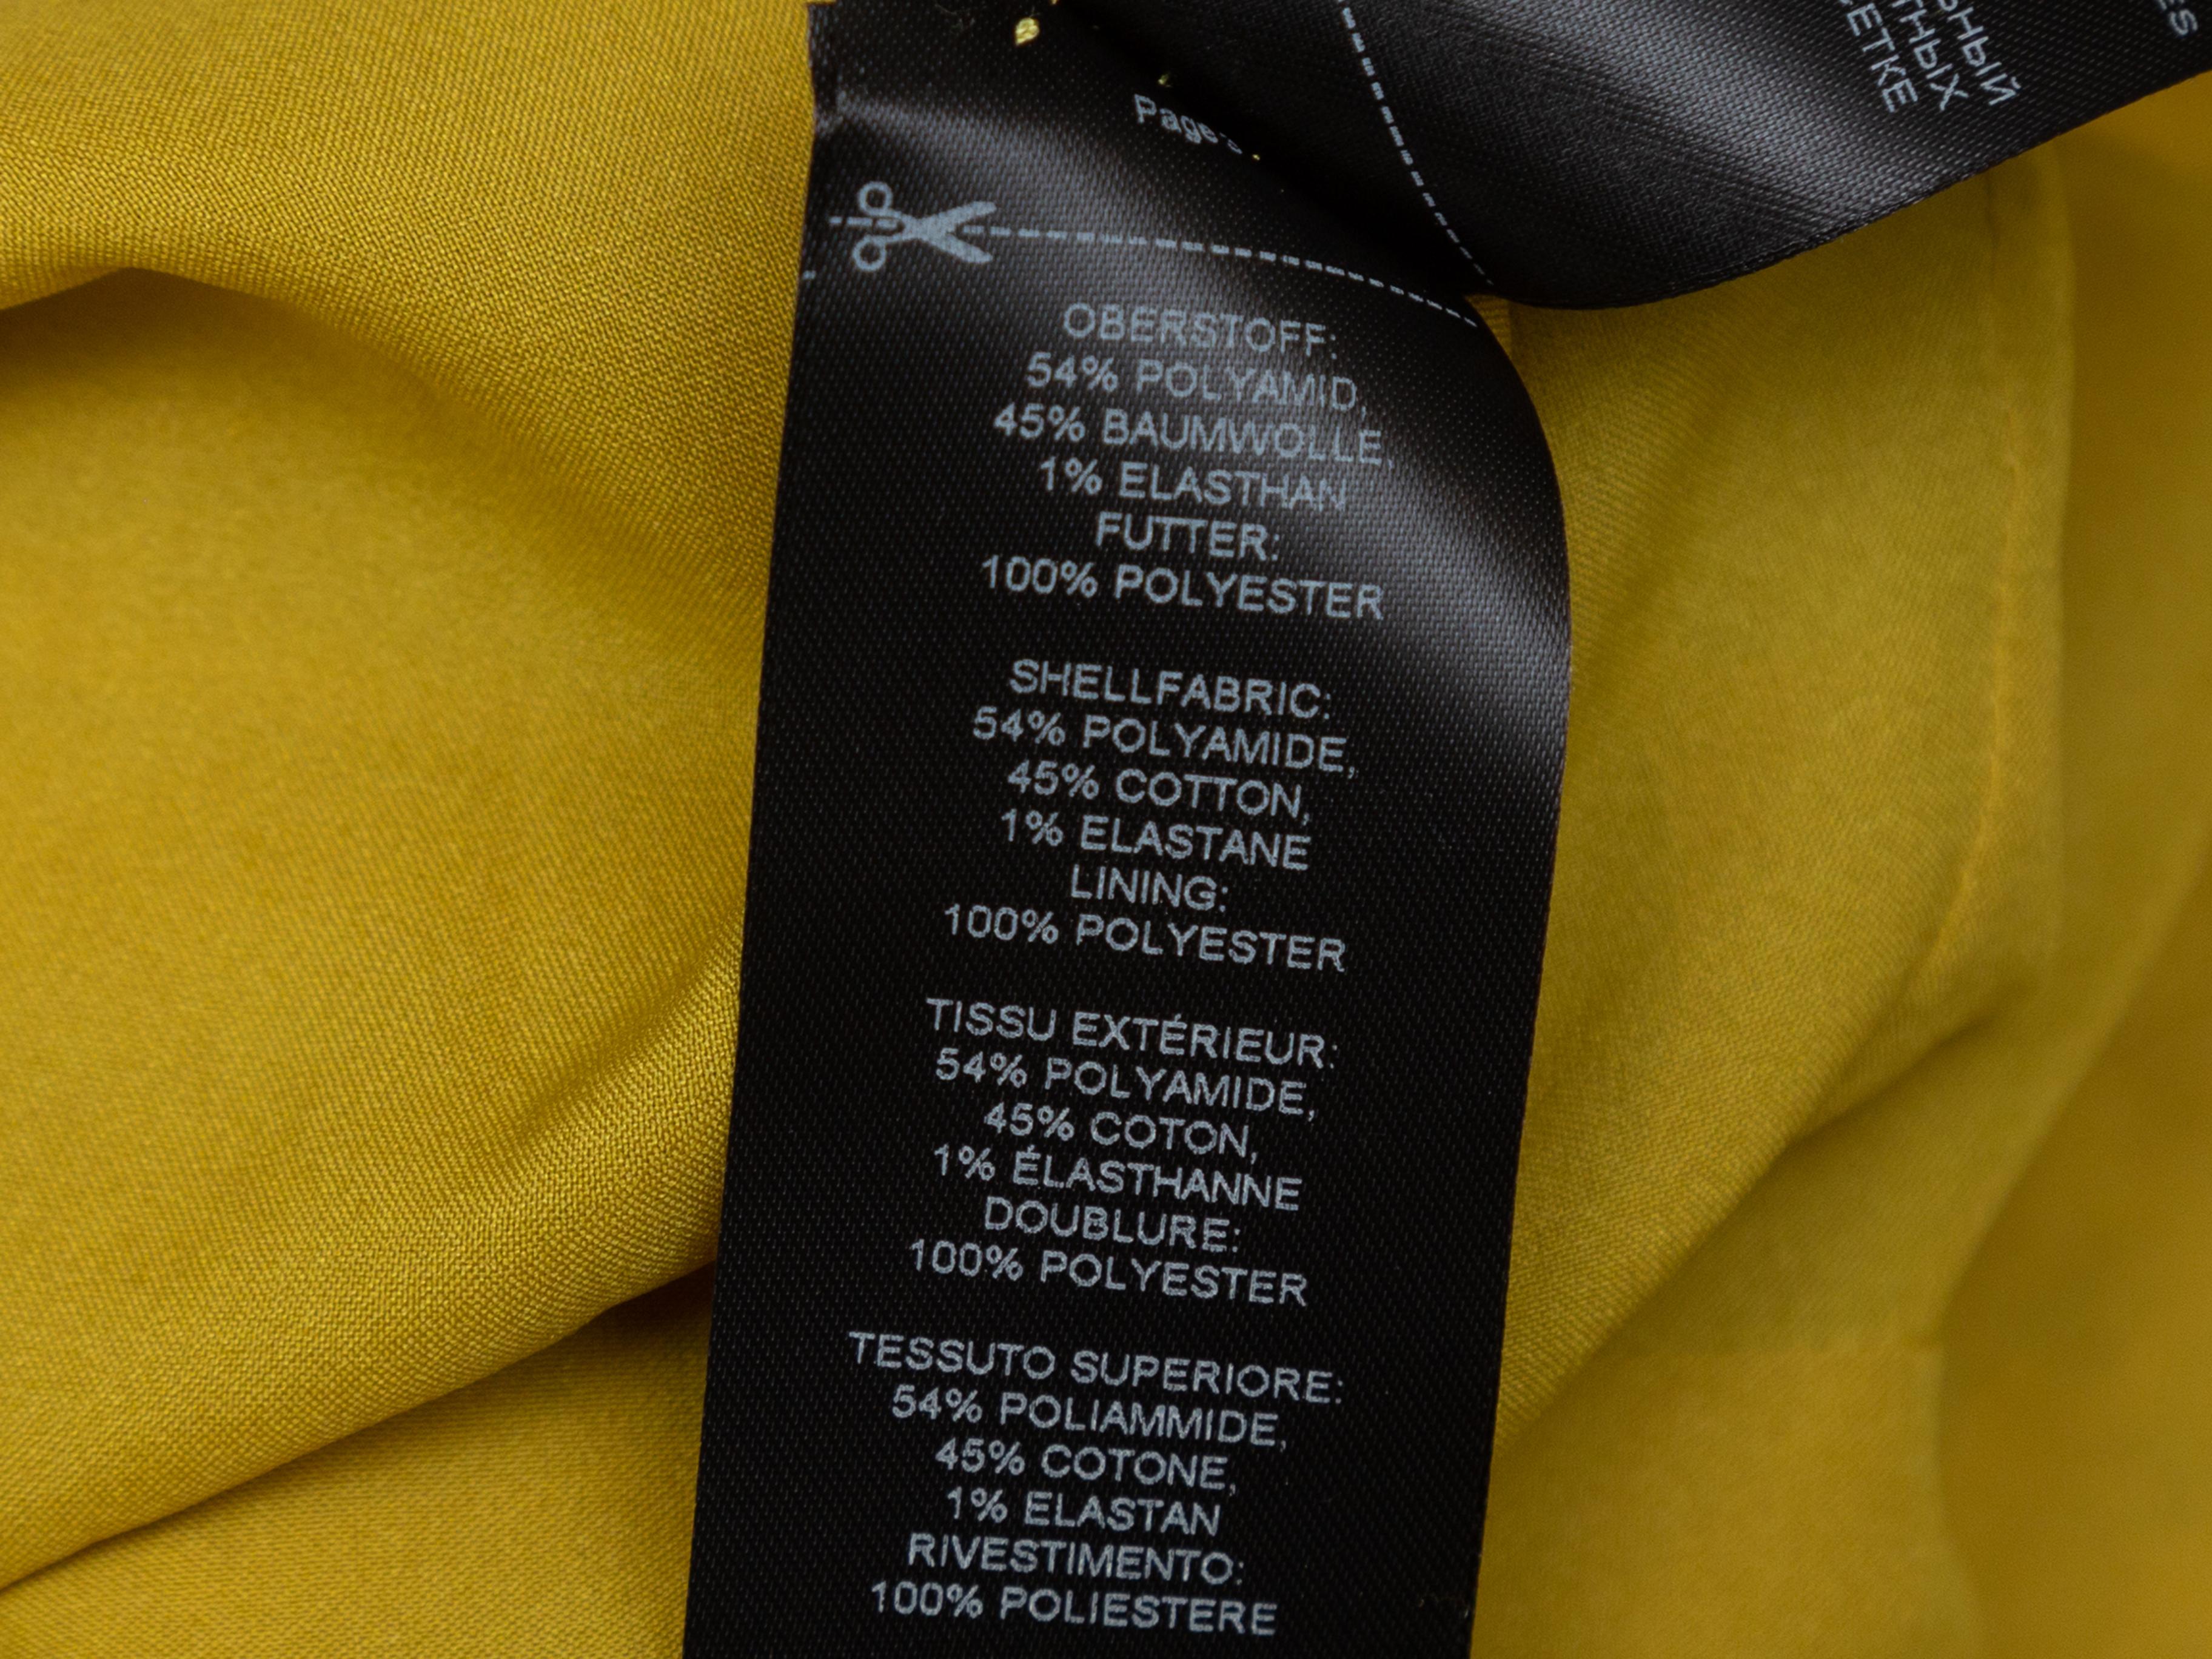 Page
OBERSTOFF:
54% POLYAMID,
45% BAUMWOLLE,
1% ELASTHAN
FUTTER:
100% POLYESTER
SHELLFABRIC:
54% POLYAMIDE,
45% COTTON,
1% ELASTANE
LINING:
100% POLYESTER
TISSU EXTÉRIEUR:
54% POLYAMIDE,
45% COTON,
1% ÉLASTHANNE
DOUBLURE:
100% POLYESTER
TESSUTO SUPERIORE:
54% POLIAMMIDE,
45% COTONE,
1% ELASTAN
RIVESTIMENTO:
100% POLIESTERE